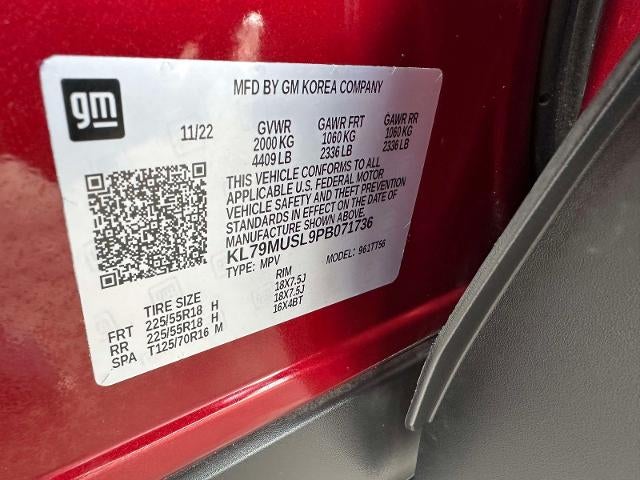 gm
MFD BY GM KOREA COMPANY
11/22 GVWR GAWR FRT GAWR RR
2000 KG 1060 KG 1060 KG
4409 LB 2336 LB 2336 LB
THIS VEHICLE CONFORMS TO ALL
APPLICABLE U.S. FEDERAL MOTOR
VEHICLE SAFETY AND THEFT PREVENTION
STANDARDS IN EFFECT ON THE DATE OF
MANUFACTURE SHOWN ABOVE.
KL79MUSL9PB071736
TYPE: MPV MODEL: 961TT56
TIRE SIZE RIM
FRT 225/55R18 H 18X7.5J
RR 225/55R18 H 18X7.5J
SPA T125/70R16 M 16X4BT